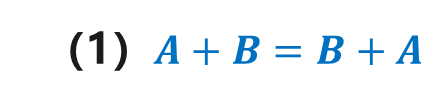 (1) A + B = B + A